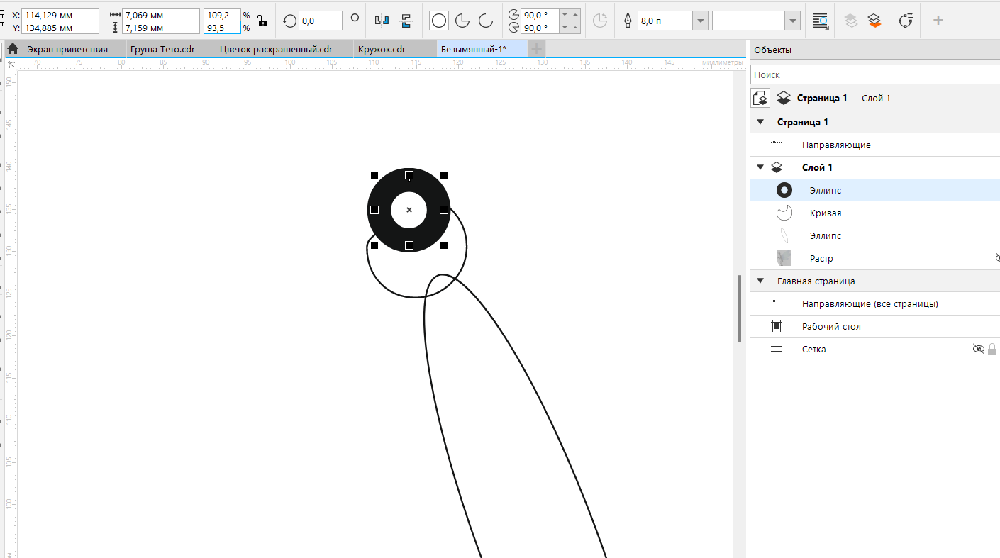 X: 114,129 мм 7,069 мм 109,2 % 0,0 90,0 ° 8,0 п
Y: 134,885 мм 7,159 мм 93,5 % 90,0 °
Экран приветствия Груша Тето.cdr Цветок раскрашенный.cdr Кружок.cdr Безымянный-1*
70 75 80 85 90 95 100 105 110 115 120 125 130 135 140 145 миллиметры
150
145
140
135
130
125
120
115
110
105
100
Объекты
Поиск
Страница 1 Слой 1
Страница 1
Направляющие
Слой 1
Эллипс
Кривая
Эллипс
Растр
Главная страница
Направляющие (все страницы)
Рабочий стол
Сетка